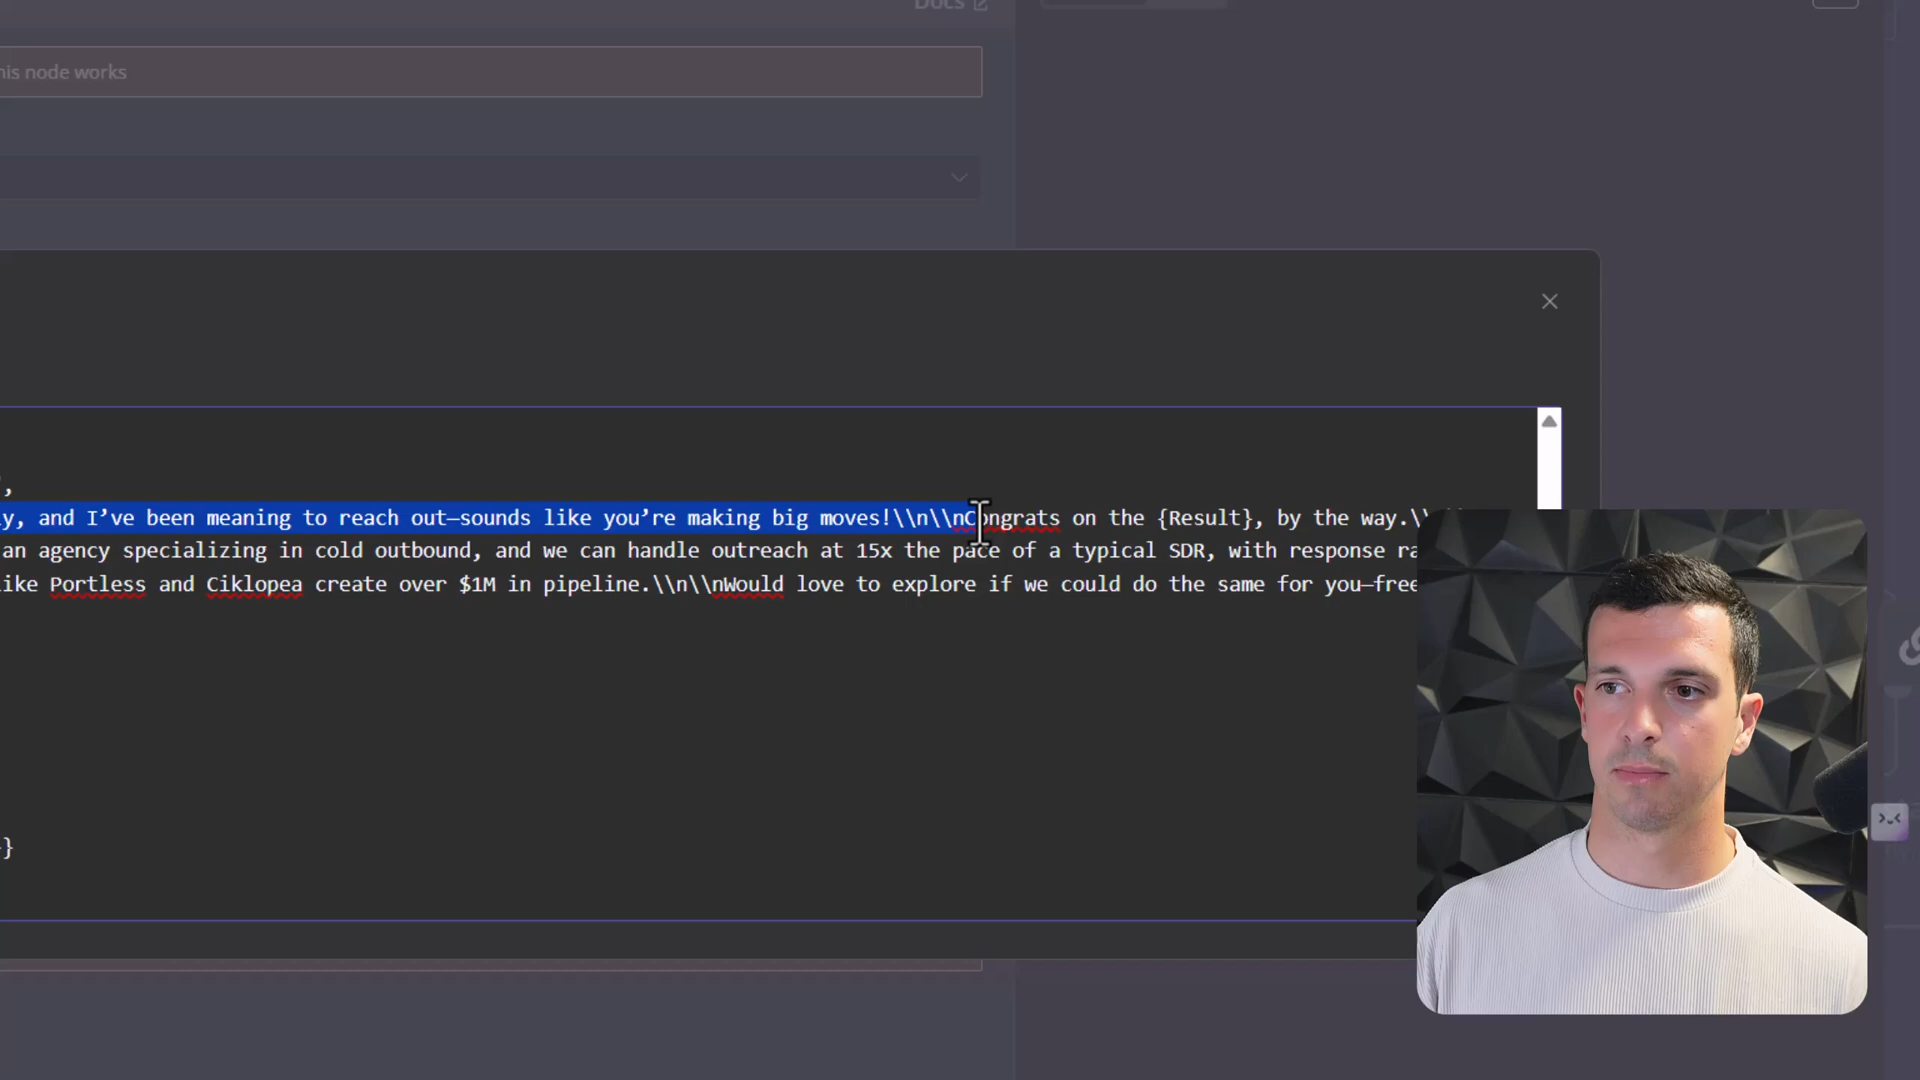 Docs
his node works
,
y, and I’ve been meaning to reach out—sounds like you’re making big moves!\\n\\nCongrats on the {Result}, by the way.\\
an agency specializing in cold outbound, and we can handle outreach at 15x the pace of a typical SDR, with response ra
ike Portless and Ciklopea create over $1M in pipeline.\\n\\nWould love to explore if we could do the same for you—free
}